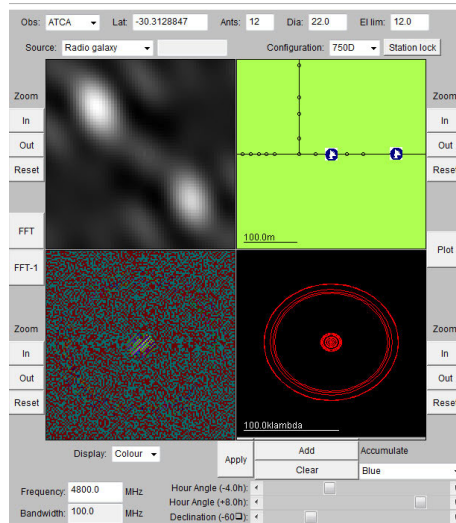 Obs: ATCA Lat: -30.3128847 Ants: 12 Dia: 22.0 El lim: 12.0
Source: Radio galaxy Configuration: 750D Station lock
Zoom Zoom
In In
Out Out
Reset Reset
100.0m
FFT
Plot
FFT-1
Zoom Zoom
In In
Out Out
Reset Reset
100.0klambda
Display: Colour Apply Add Accumulate
Clear Blue
Frequency: 4800.0 MHz Hour Angle (-4.0h):
Hour Angle (+8.0h):
Bandwidth: 100.0 MHz Declination (-60□):